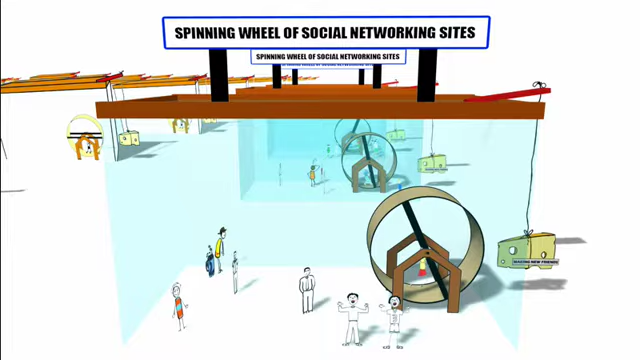 SPINNING WHEEL OF SOCIAL NETWORKING SITES
SPINNING WHEEL OF SOCIAL NETWORKING SITES
MAKING NEW FRIENDS